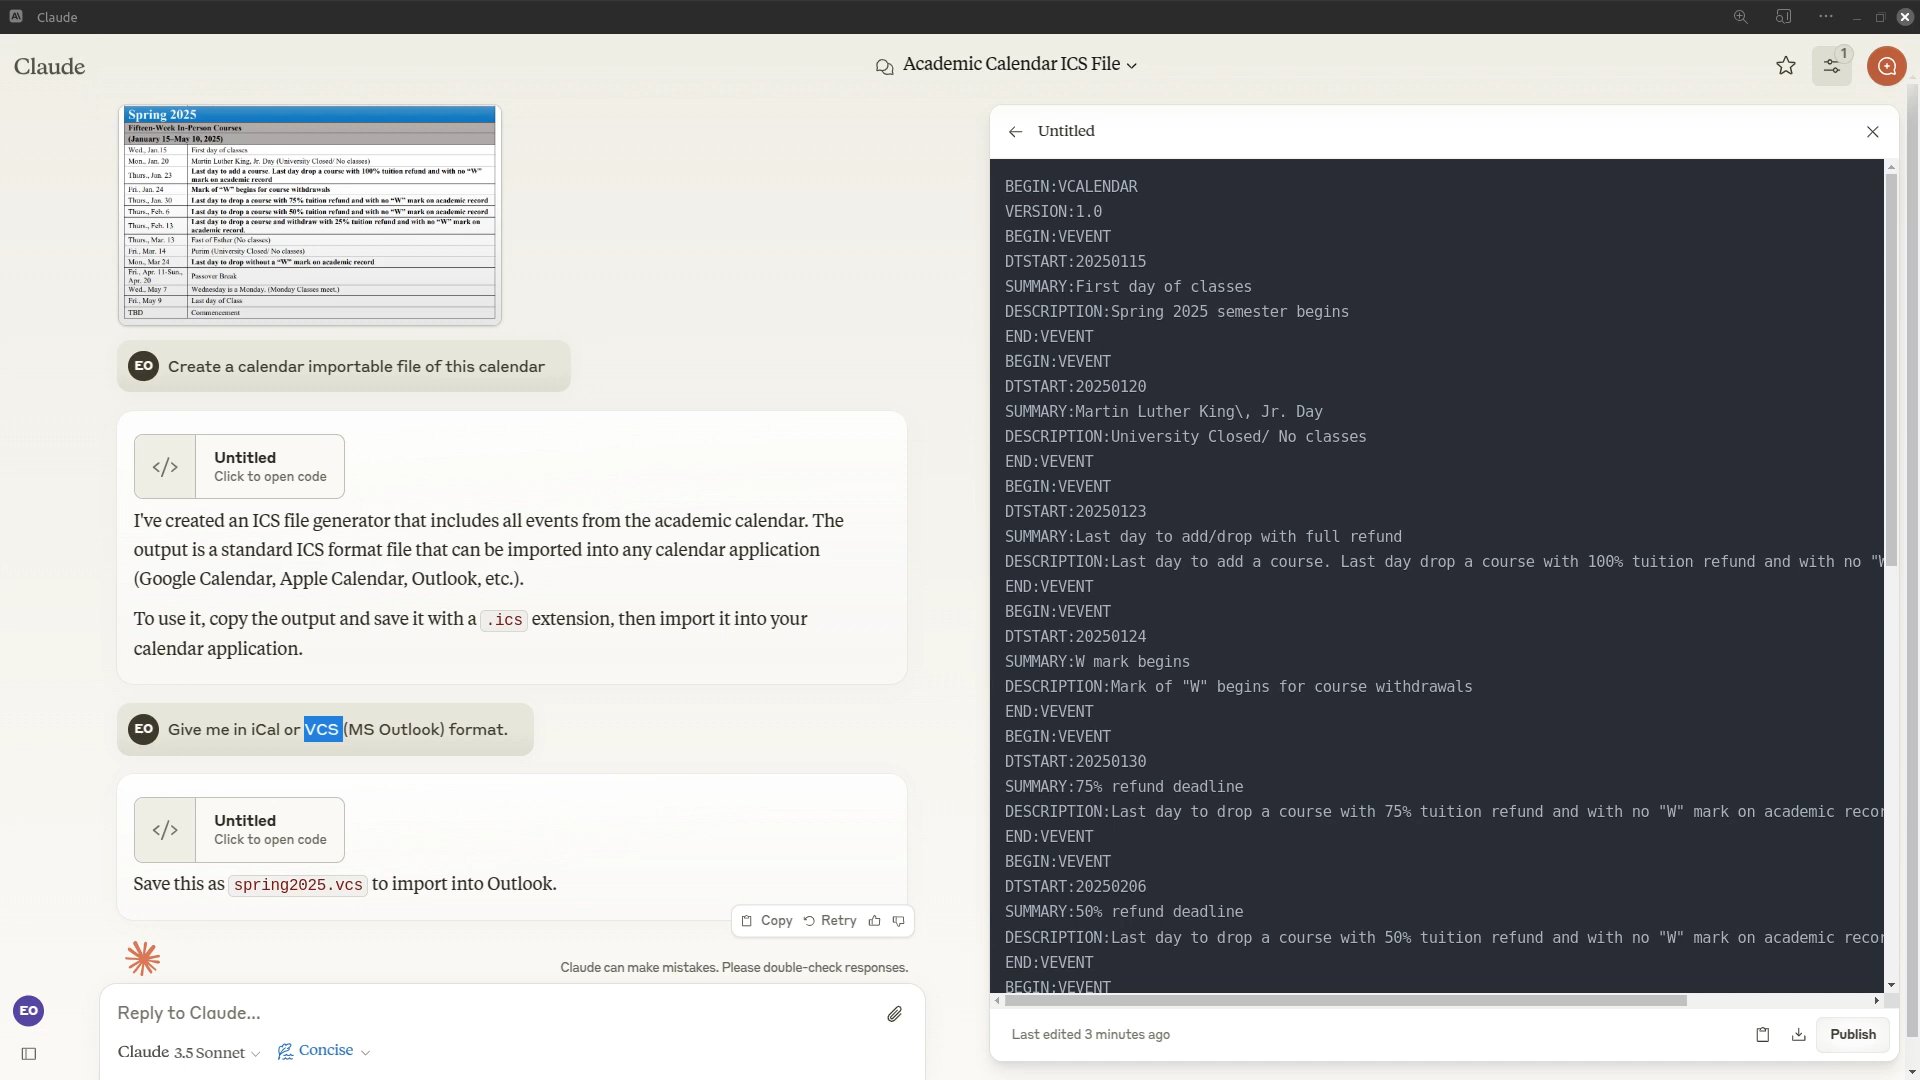 Claude
Claude
Academic Calendar ICS File
1
Spring 2025
Fifteen-Week In-Person Courses
(January 15–May 10, 2025)
Wed., Jan.15 First day of classes
Mon., Jan. 20 Martin Luther King, Jr. Day (University Closed/ No classes)
Thurs., Jan. 23 Last day to add a course. Last day drop a course with 100% tuition refund and with no “W”
mark on academic record
Fri., Jan. 24 Mark of “W” begins for course withdrawals
Thurs., Jan. 30 Last day to drop a course with 75% tuition refund and with no “W” mark on academic record
Thurs., Feb. 6 Last day to drop a course with 50% tuition refund and with no “W” mark on academic record
Thurs., Feb. 13 Last day to drop a course and withdraw with 25% tuition refund and with no “W” mark on
academic record.
Thurs., Mar. 13 Fast of Esther (No classes)
Fri., Mar. 14 Purim (University Closed/ No classes)
Mon., Mar 24 Last day to drop without a “W” mark on academic record
Fri., Apr. 11-Sun.,
Apr. 20 Passover Break
Wed., May 7 Wednesday is a Monday. (Monday Classes meet.)
Fri., May 9 Last day of Class
TBD Commencement
EO Create a calendar importable file of this calendar
</> Untitled
Click to open code
I've created an ICS file generator that includes all events from the academic calendar. The
output is a standard ICS format file that can be imported into any calendar application
(Google Calendar, Apple Calendar, Outlook, etc.).
To use it, copy the output and save it with a .ics extension, then import it into your
calendar application.
EO Give me in iCal or VCS (MS Outlook) format.
</> Untitled
Click to open code
Save this as spring2025.vcs to import into Outlook.
Copy Retry
Claude can make mistakes. Please double-check responses.
EO
Reply to Claude...
Claude 3.5 Sonnet Concise
Untitled
BEGIN:VCALENDAR
VERSION:1.0
BEGIN:VEVENT
DTSTART:20250115
SUMMARY:First day of classes
DESCRIPTION:Spring 2025 semester begins
END:VEVENT
BEGIN:VEVENT
DTSTART:20250120
SUMMARY:Martin Luther King\, Jr. Day
DESCRIPTION:University Closed/ No classes
END:VEVENT
BEGIN:VEVENT
DTSTART:20250123
SUMMARY:Last day to add/drop with full refund
DESCRIPTION:Last day to add a course. Last day drop a course with 100% tuition refund and with no "W
END:VEVENT
BEGIN:VEVENT
DTSTART:20250124
SUMMARY:W mark begins
DESCRIPTION:Mark of "W" begins for course withdrawals
END:VEVENT
BEGIN:VEVENT
DTSTART:20250130
SUMMARY:75% refund deadline
DESCRIPTION:Last day to drop a course with 75% tuition refund and with no "W" mark on academic recor
END:VEVENT
BEGIN:VEVENT
DTSTART:20250206
SUMMARY:50% refund deadline
DESCRIPTION:Last day to drop a course with 50% tuition refund and with no "W" mark on academic recor
END:VEVENT
BEGIN:VEVENT
Last edited 3 minutes ago
Publish